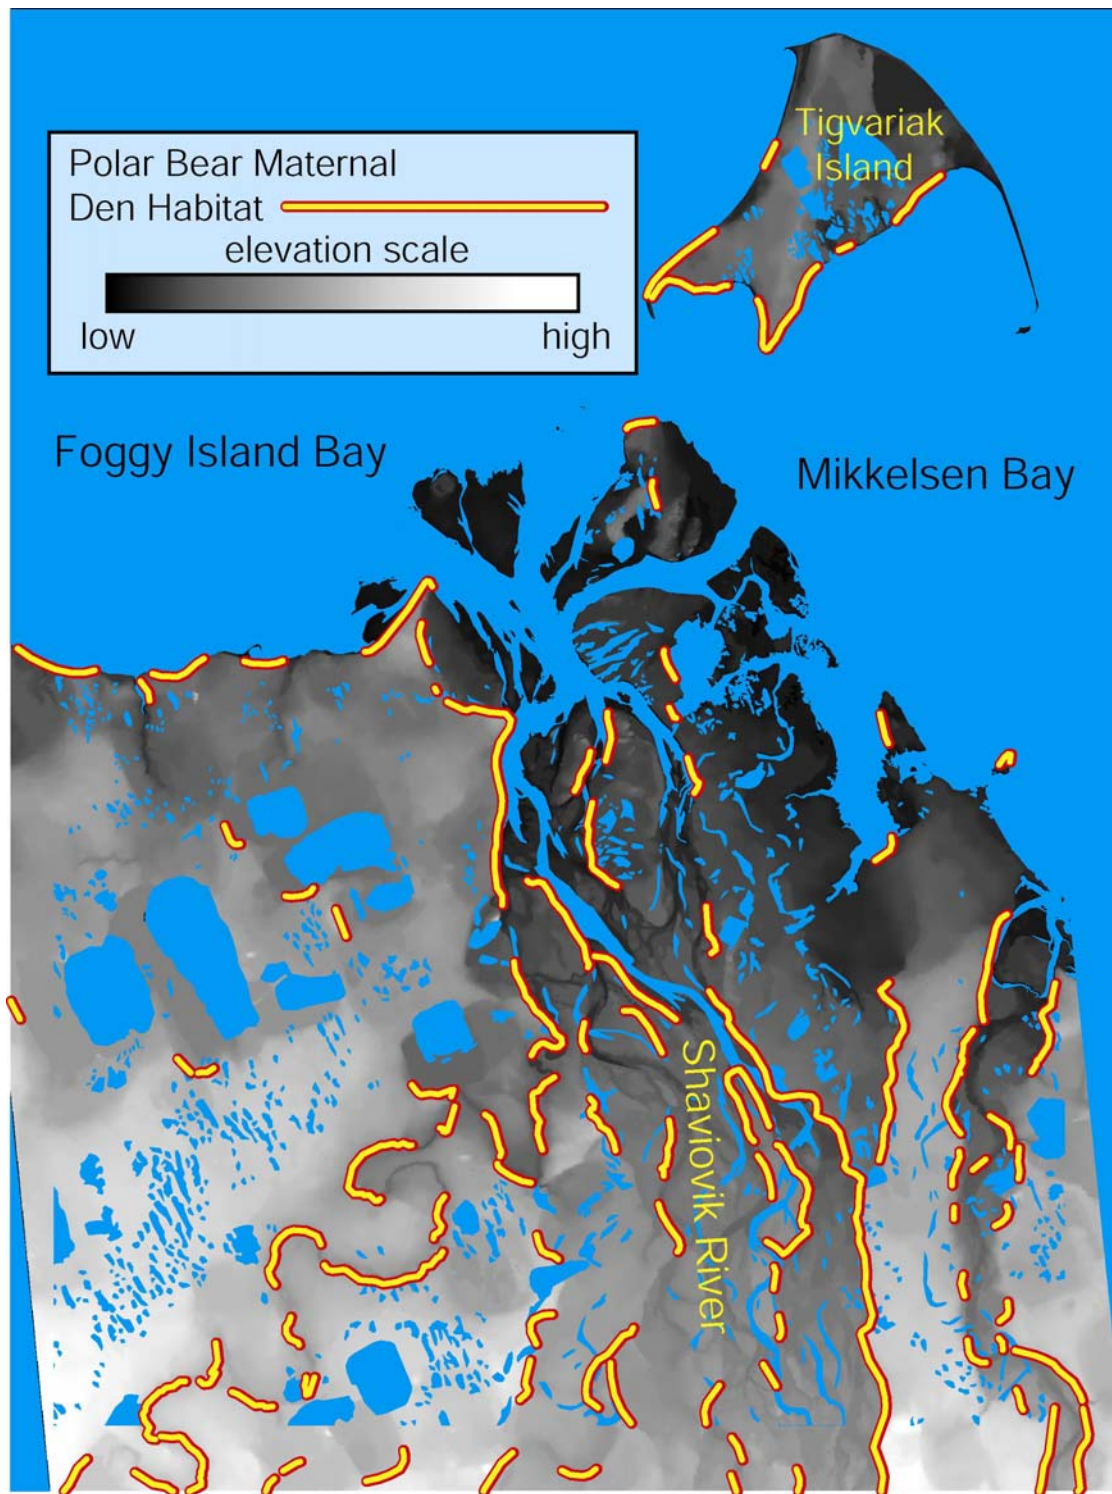 Tigvariak
Island
Polar Bear Maternal
Den Habitat
elevation scale
low high
Foggy Island Bay
Mikkelsen Bay
Shaviovik River